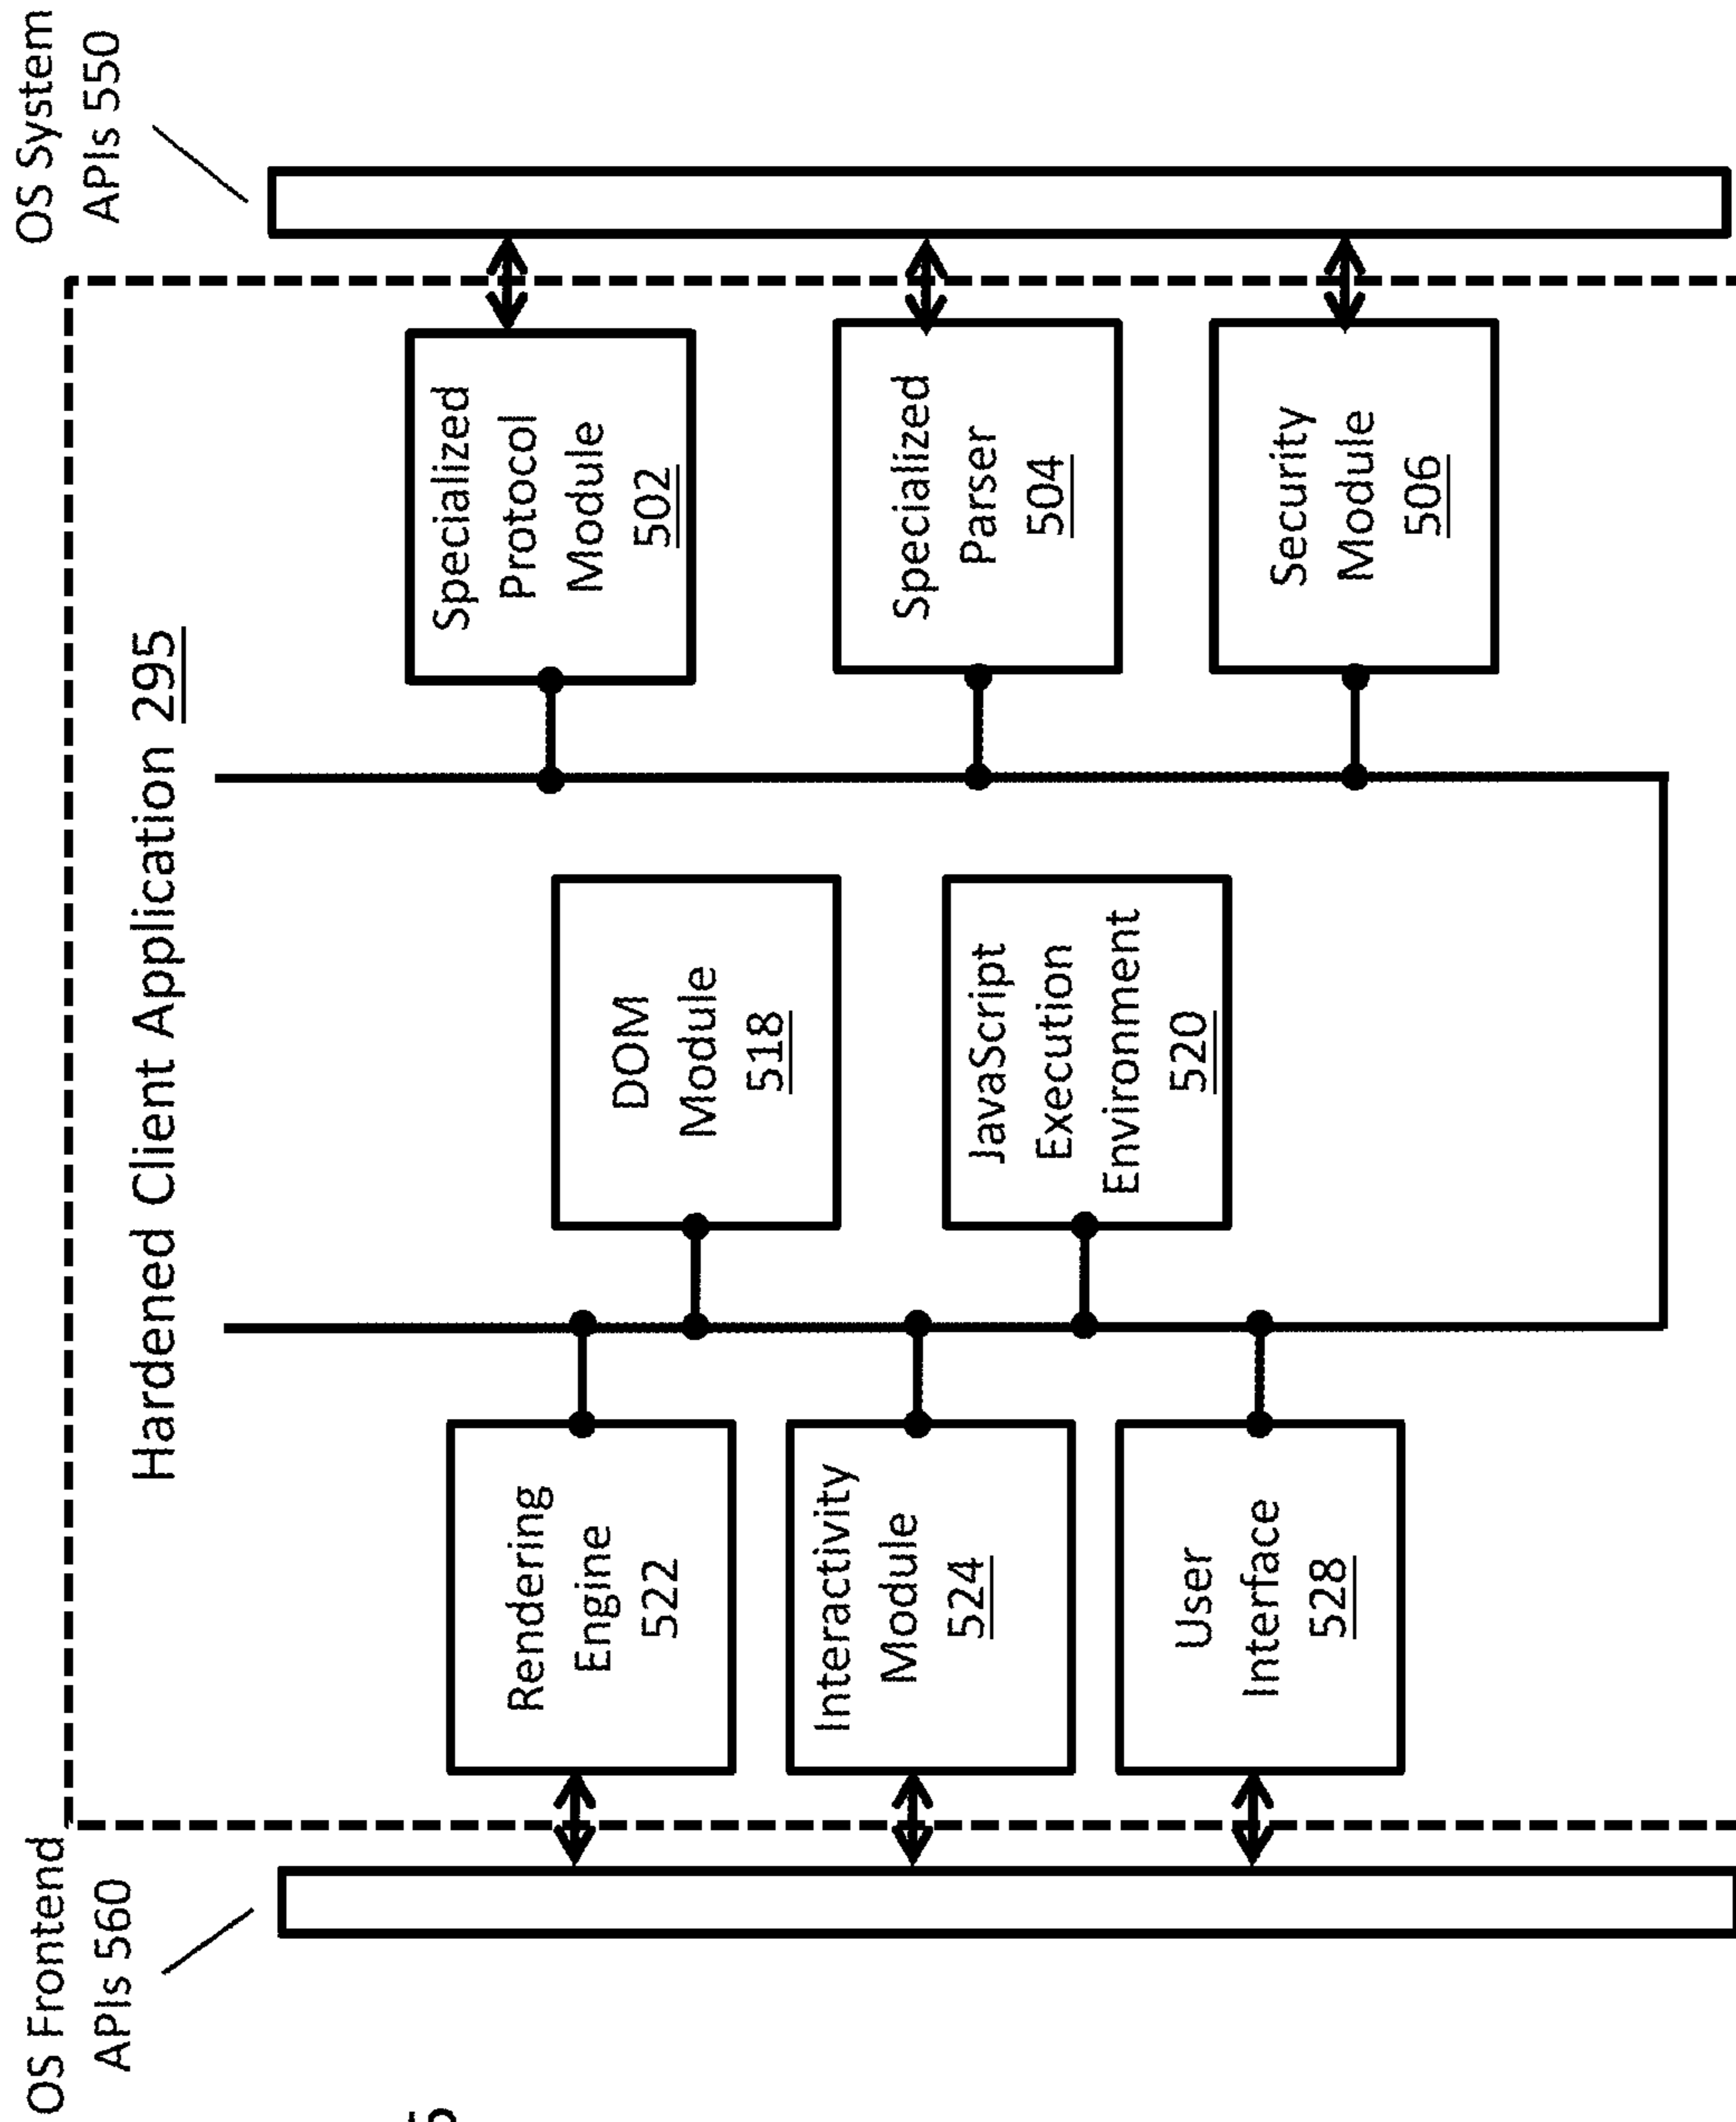 OS Frontend
APIs 560
OS System
APIs 550
Hardened Client Application 295
Rendering
Engine
522
Interactivity
Module
524
User
Interface
528
DOM
Module
518
JavaScript
Execution
Environment
520
Specialized
Protocol
Module
502
Specialized
Parser
504
Security
Module
506